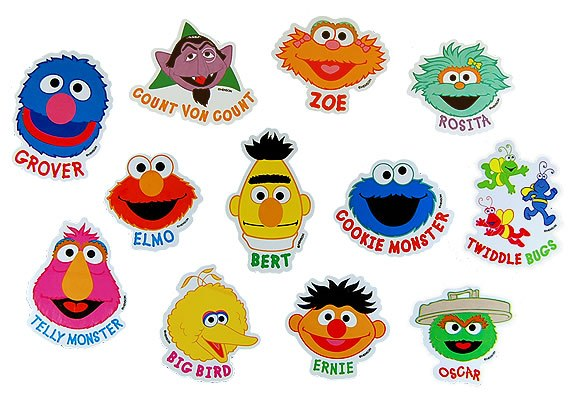 GROVER
COUNT VON COUNT
ZOE
ROSITA
ELMO
BERT
COOKIE MONSTER
TWIDDLE BUGS
TELLY MONSTER
BIG BIRD
ERNIE
OSCAR